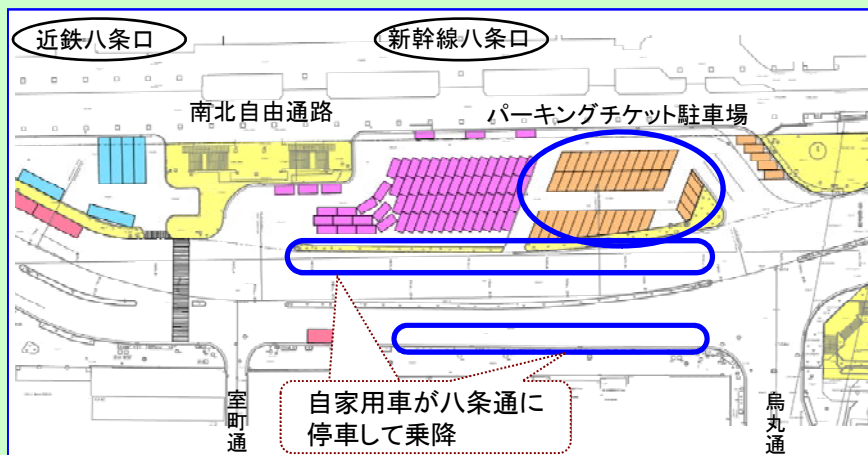 近鉄八条口
新幹線八条口
南北自由通路
パーキングチケット駐車場
自家用車が八条通に
停車して乗降
室町通
烏丸通